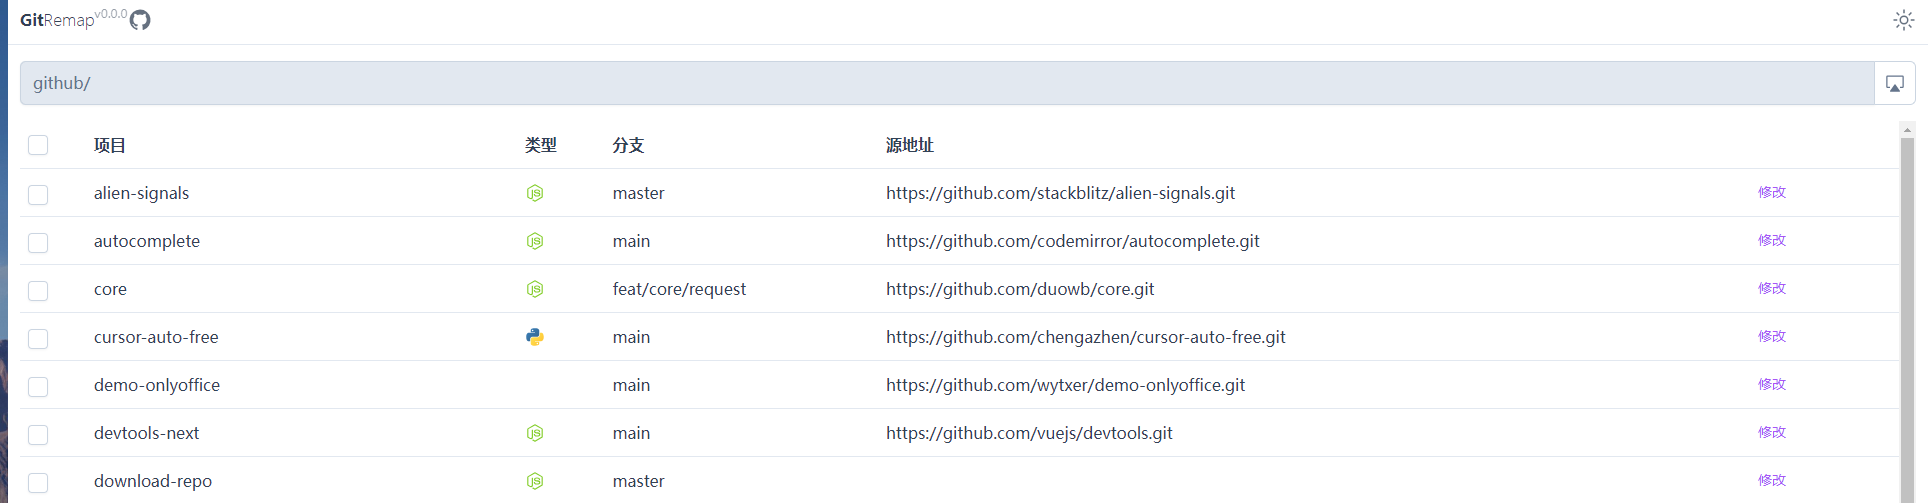 GitRemap v0.0.0
github/
项目 类型 分支 源地址
alien-signals master https://github.com/stackblitz/alien-signals.git 修改
autocomplete main https://github.com/codemirror/autocomplete.git 修改
core feat/core/request https://github.com/duowb/core.git 修改
cursor-auto-free main https://github.com/chengazhen/cursor-auto-free.git 修改
demo-onlyoffice main https://github.com/wytxer/demo-onlyoffice.git 修改
devtools-next main https://github.com/vuejs/devtools.git 修改
download-repo master 修改